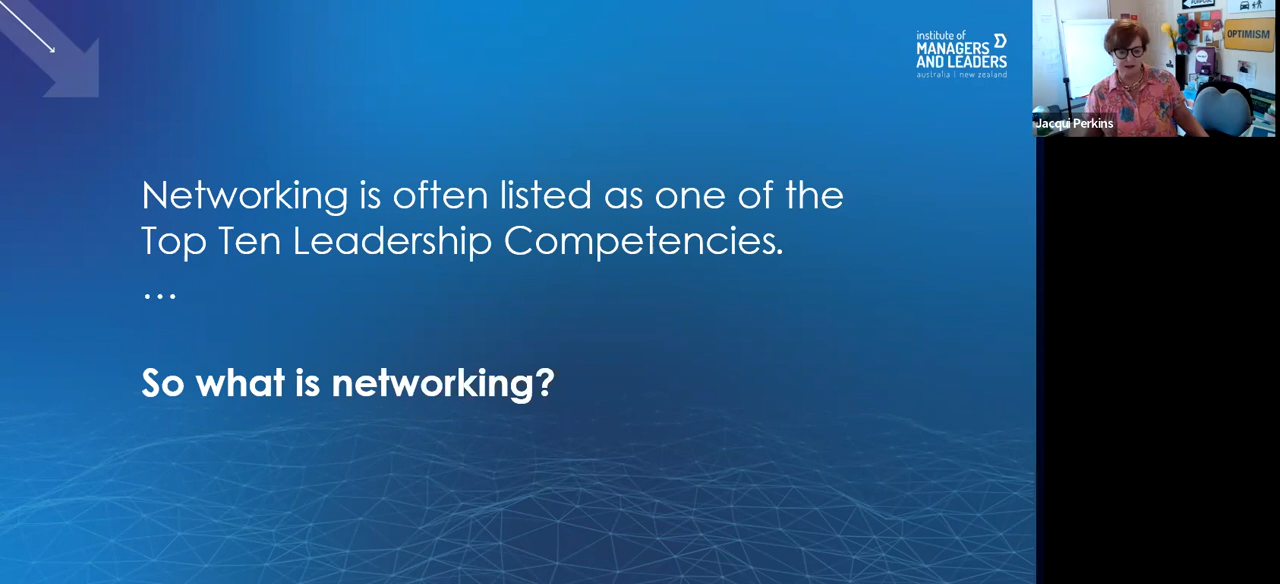 institute of
MANAGERS
AND LEADERS
australia | new zealand
Networking is often listed as one of the
Top Ten Leadership Competencies.
...
So what is networking?
PURPOSE
OPTIMISM
Jacqui Perkins